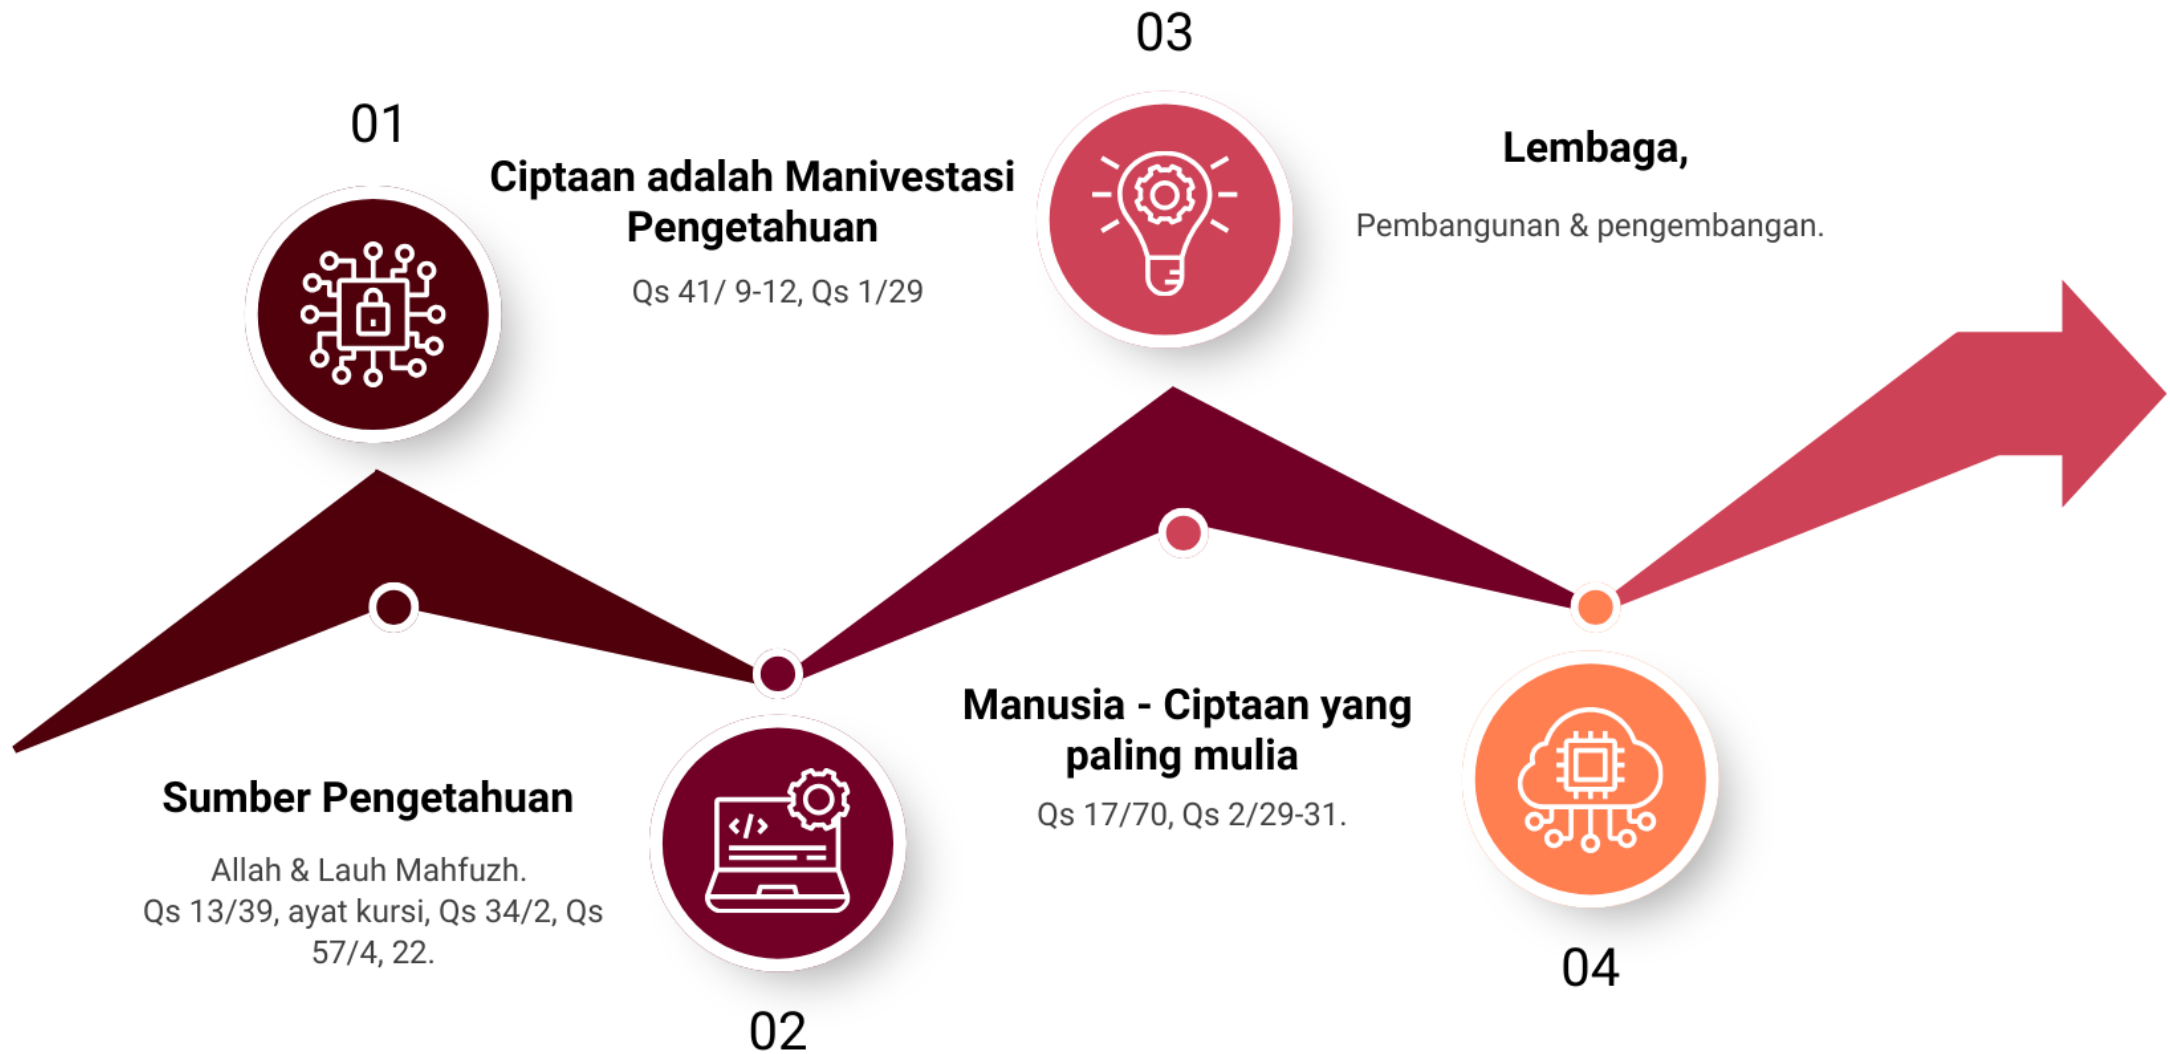 01
Sumber Pengetahuan
Allah & Lauh Mahfuzh.
Qs 13/39, ayat kursi, Qs 34/2, Qs
57/4, 22.
02
Ciptaan adalah Manivestasi
Pengetahuan
Qs 41/ 9-12, Qs 1/29
</>
03
Manusia - Ciptaan yang
paling mulia
Qs 17/70, Qs 2/29-31.
04
Lembaga,
Pembangunan & pengembangan.